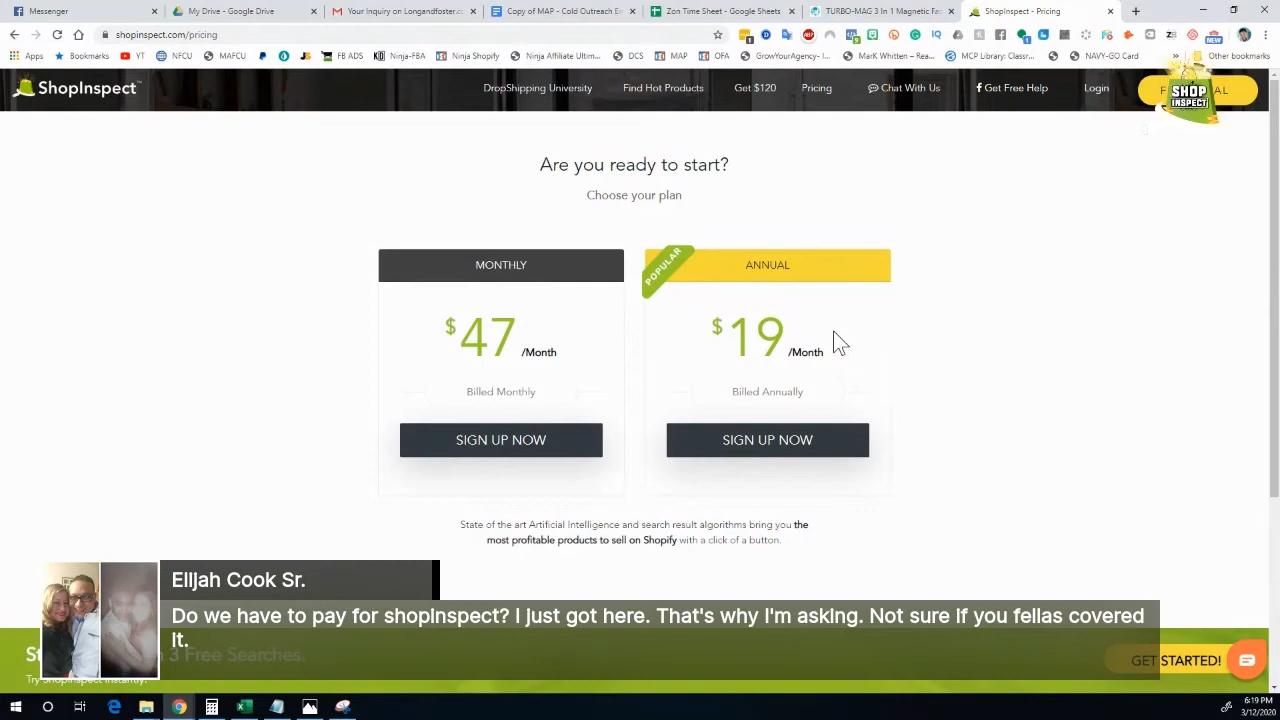 Messenger
My Drive - Google Drive
Your Inquiry on Landgfoster.c
Copy of MAP - Cold Outreach E
Zon Time Sheet - Google Sheets
TURBO-MAG 3 In 1 Magnetic Fa
ShopInspect - Pricing
shopinspect.com/pricing
Apps
Bookmarks
YT
NFCU
MAFCU
PayPal
FB ADS
Ninja-FBA
Ninja Shopify
Ninja Affiliate Ultim...
DCS
MAP
OFA
GrowYourAgency- I...
MarK Whitten – Rea...
MCP Library: Classr...
NAVY-GO Card
Other bookmarks
ShopInspect™
DropShipping University
Find Hot Products
Get $120
Pricing
Chat With Us
Get Free Help
Login
SHOP
INSPECT
Are you ready to start?
Choose your plan
MONTHLY
$47 /Month
Billed Monthly
SIGN UP NOW
POPULAR
ANNUAL
$19 /Month
Billed Annually
SIGN UP NOW
State of the art Artificial Intelligence and search result algorithms bring you the
most profitable products to sell on Shopify with a click of a button.
Elijah Cook Sr.
Do we have to pay for shopinspect? I just got here. That's why I'm asking. Not sure if you fellas covered
it.
3 Free Searches.
Try ShopInspect Instantly.
GET STARTED!
6:19 PM
3/12/2020